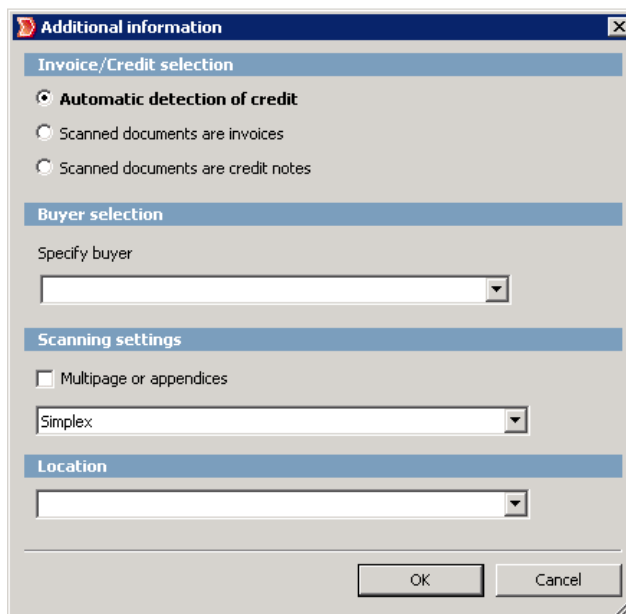 Additional information
Invoice/Credit selection
Automatic detection of credit
Scanned documents are invoices
Scanned documents are credit notes
Buyer selection
Specify buyer
Scanning settings
Multipage or appendices
Simplex
Location
OK Cancel